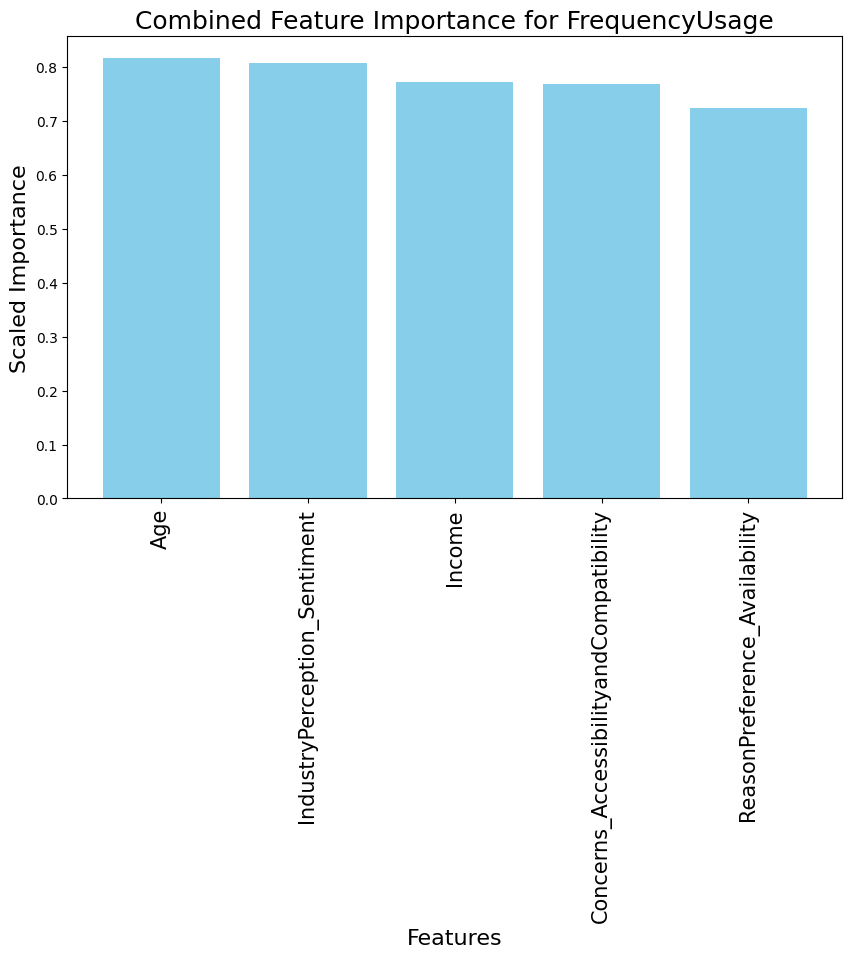 Combined Feature Importance for FrequencyUsage
Scaled Importance
0.8
0.7
0.6
0.5
0.4
0.3
0.2
0.1
0.0
Age
IndustryPerception_Sentiment
Income
Concerns_AccessibilityandCompatibility
ReasonPreference_Availability
Features